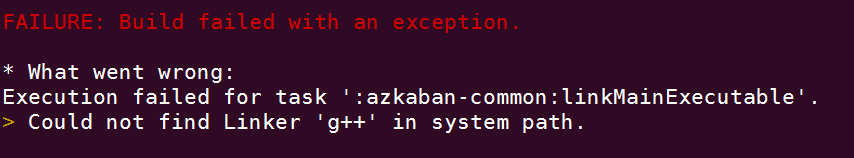 FAILURE: Build failed with an exception.
* What went wrong:
Execution failed for task ':azkaban-common:linkMainExecutable'.
> Could not find Linker 'g++' in system path.